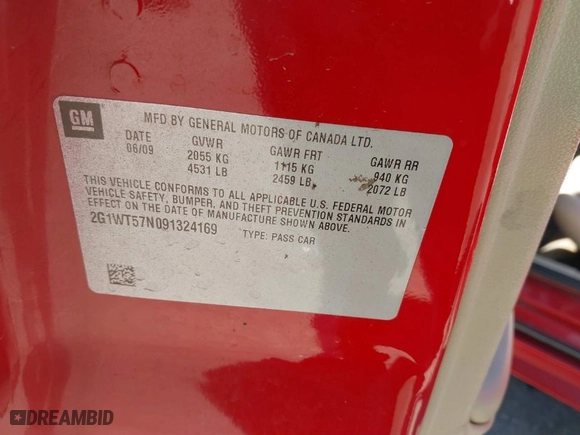 GM
MFD BY GENERAL MOTORS OF CANADA LTD.
DATE GVWR GAWR FRT GAWR RR
06/09 2055 KG 1115 KG 940 KG
4531 LB 2459 LB 2072 LB
THIS VEHICLE CONFORMS TO ALL APPLICABLE U.S. FEDERAL MOTOR
VEHICLE SAFETY, BUMPER, AND THEFT PREVENTION STANDARDS IN
EFFECT ON THE DATE OF MANUFACTURE SHOWN ABOVE.
2G1WT57N091324169 TYPE: PASS CAR
DREAMBID